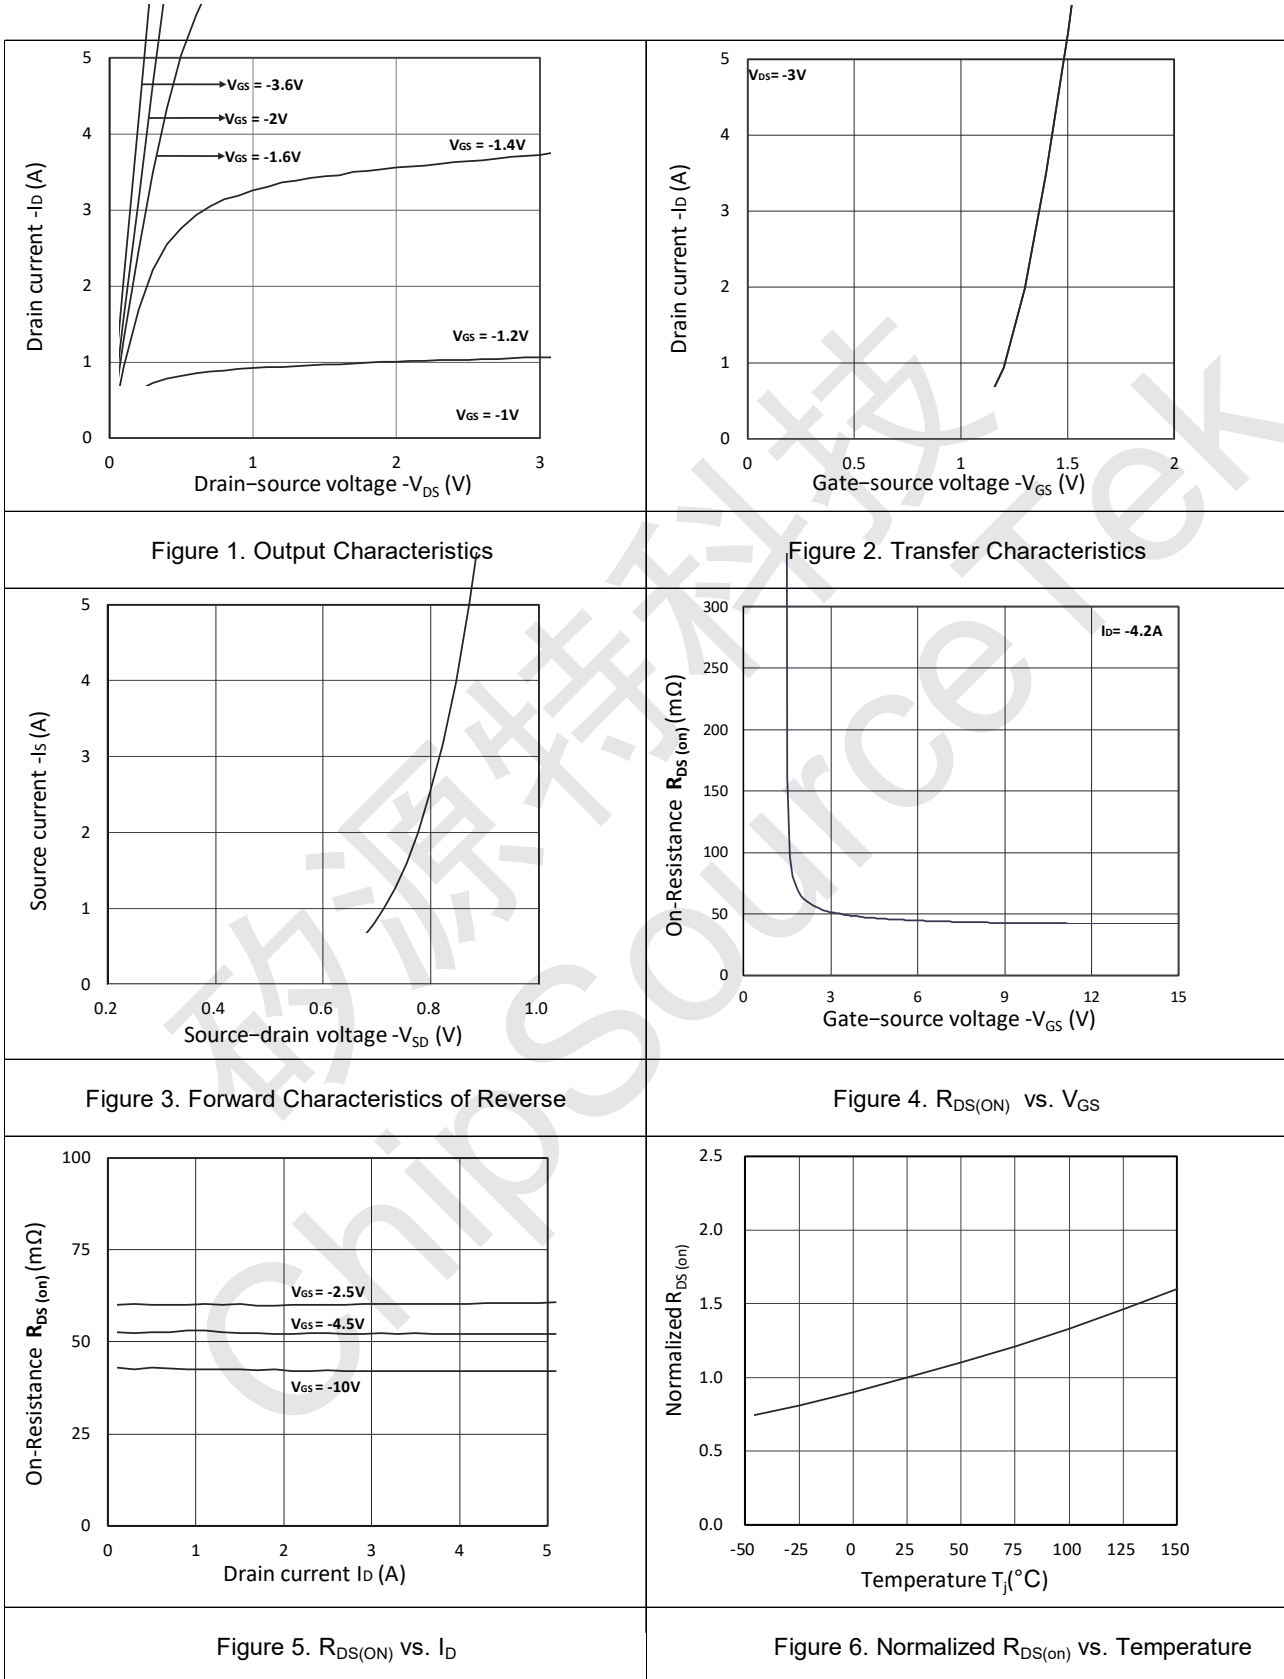 5
4
3
2
1
0
VGS = -3.6V
VGS = -2V
VGS = -1.6V
VGS = -1.4V
VGS = -1.2V
VGS = -1V
Drain current -ID (A)
0 1 2 3
Drain−source voltage -VDS (V)
Figure 1. Output Characteristics
5
4
3
2
1
0
VDS= -3V
Drain current -ID (A)
0 0.5 1 1.5 2
Gate−source voltage -VGS (V)
Figure 2. Transfer Characteristics
5
4
3
2
1
0
Source current -IS (A)
0.2 0.4 0.6 0.8 1.0
Source−drain voltage -VSD (V)
Figure 3. Forward Characteristics of Reverse
300
250
200
150
100
50
0
ID= -4.2A
On-Resistance RDS (on) (mΩ)
0 3 6 9 12 15
Gate−source voltage -VGS (V)
Figure 4. RDS(ON) vs. VGS
100
75
50
25
0
VGS = -2.5V
VGS = -4.5V
VGS = -10V
On-Resistance RDS (on) (mΩ)
0 1 2 3 4 5
Drain current ID (A)
Figure 5. RDS(ON) vs. ID
2.5
2.0
1.5
1.0
0.5
0.0
Normalized RDS (on)
-50 -25 0 25 50 75 100 125 150
Temperature Tj(°C)
Figure 6. Normalized RDS(on) vs. Temperature
矽源特科技
ChipSourceTek